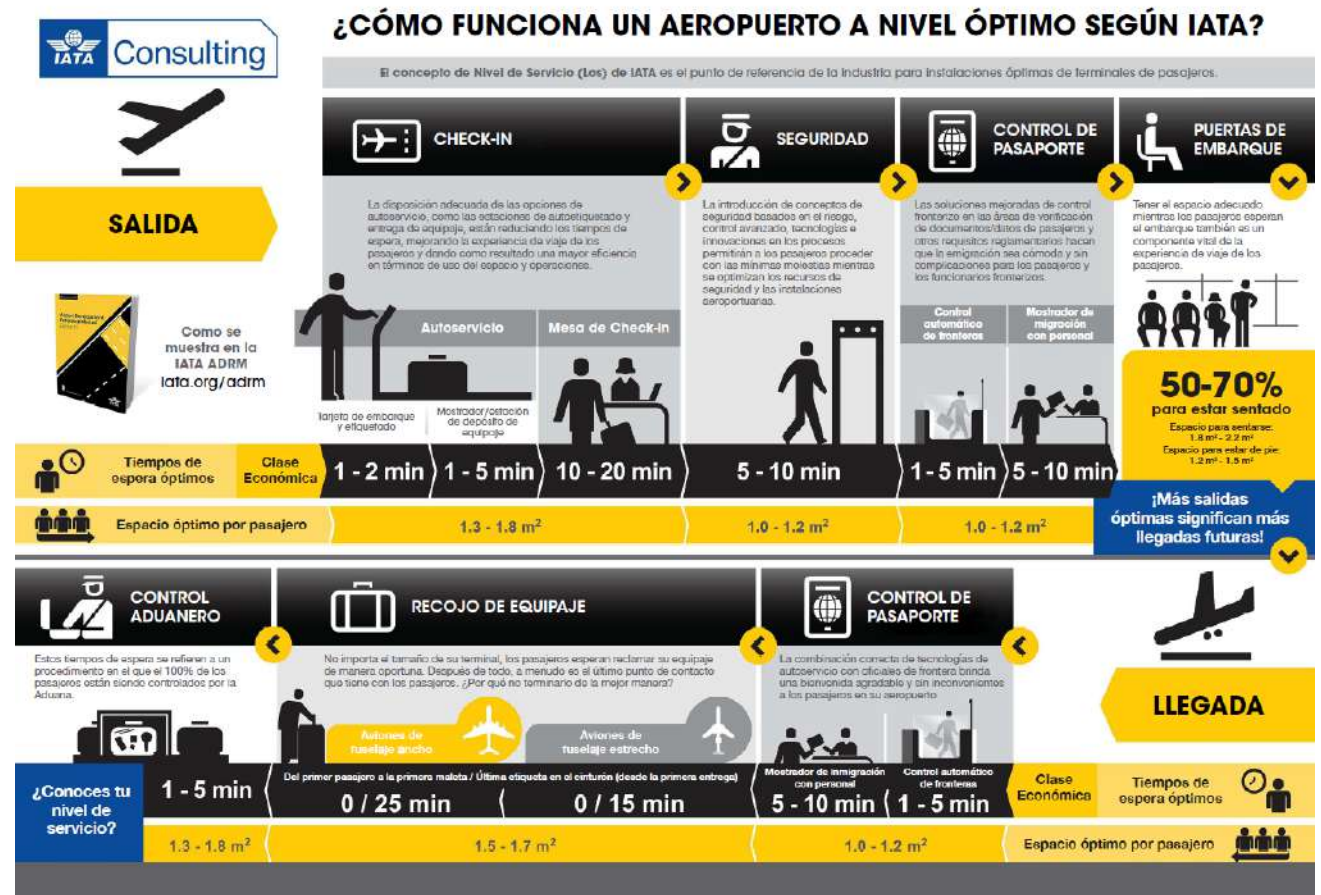 ¿CÓMO FUNCIONA UN AEROPUERTO A NIVEL ÓPTIMO SEGÚN IATA?
IATA
Consulting
El concepto de Nivel de Servicio (Los) de IATA es el punto de referencia de la industria para instalaciones óptimas de terminales de pasajeros.
SALIDA
Como se
muestra en la
IATA ADRM
iata.org/adrm
CHECK-IN
La disposición adecuada de las opciones de
autoservicio, como las estaciones de autoetiquetado y
entrega de equipaje, están reduciendo los tiempos de
espera, mejorando la experiencia de viaje de los
pasajeros y dando como resultado una mayor eficiencia
en términos de uso del espacio y operaciones.
Autoservicio
Mesa de Check-in
Tarjeta de embarque
y etiquetado
Mostrador/estación
de depósito de
equipaje
SEGURIDAD
La introducción de conceptos de
seguridad basados en el riesgo,
control avanzado, tecnologías e
innovaciones en los procesos
permitirán a los pasajeros proceder
con las mínimas molestias mientras
se optimizan los recursos de
seguridad y las instalaciones
aeroportuarias.
CONTROL DE
PASAPORTE
Las soluciones mejoradas de control
fronterizo en las áreas de verificación
de documentos/datos de pasajeros y
otros requisitos reglamentarios hacen
que la emigración sea cómoda y sin
complicaciones para los pasajeros y
los funcionarios fronterizos.
Control
automático
de fronteras
Mostrador de
migración
con personal
PUERTAS DE
EMBARQUE
Tener el espacio adecuado
mientras los pasajeros esperan
el embarque también es un
componente vital de la
experiencia de viaje de los
pasajeros.
50-70%
para estar sentado
Espacio para sentarse:
1.8 m² - 2.2 m²
Espacio para estar de pie:
1.2 m² - 1.5 m²
Tiempos de
espera óptimos
Clase
Económica
1 - 2 min
1 - 5 min
10 - 20 min
5 - 10 min
1 - 5 min
5 - 10 min
Espacio óptimo por pasajero
1.3 - 1.8 m²
1.0 - 1.2 m²
1.0 - 1.2 m²
¡Más salidas
óptimas significan más
llegadas futuras!
CONTROL
ADUANERO
Estos tiempos de espera se refieren a un
procedimiento en el que el 100% de los
pasajeros están siendo controlados por la
Aduana.
RECOJO DE EQUIPAJE
No importa el tamaño de su terminal, los pasajeros esperan reclamar su equipaje
de manera oportuna. Después de todo, a menudo es el último punto de contacto
que tiene con los pasajeros. ¿Por qué no terminarlo de la mejor manera?
Aviones de
fuselaje ancho
Aviones de
fuselaje estrecho
CONTROL DE
PASAPORTE
La combinación correcta de tecnologías de
autoservicio con oficiales de frontera brinda
una bienvenida agradable y sin inconvenientes
a los pasajeros en su aeropuerto
LLEGADA
¿Conoces tu
nivel de
servicio?
1 - 5 min
Del primer pasajero a la primera maleta / Última etiqueta en el cinturón (desde la primera entrega)
0 / 25 min
0 / 15 min
Mostrador de inmigración
con personal
5 - 10 min
Control automático
de fronteras
1 - 5 min
Clase
Económica
Tiempos de
espera óptimos
1.3 - 1.8 m²
1.5 - 1.7 m²
1.0 - 1.2 m²
Espacio óptimo por pasajero